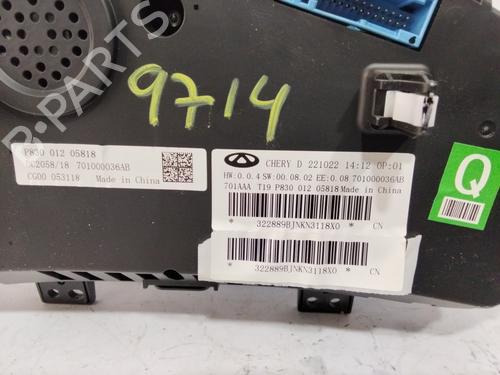 9714
P830 012 05818
C2058/18 701000036AB
CG00 053118 Made in China
CHERY D 221022 14:12 OP:01
HW:0.0.4 SW:00.08.02 EE:0.08 701000036AB
701AAA T19 P830 012 05818 Made in China
* 322889BJNKN3118X0 * CN
* 322889BJNKN3118X0 * CN
Q
B-PARTS